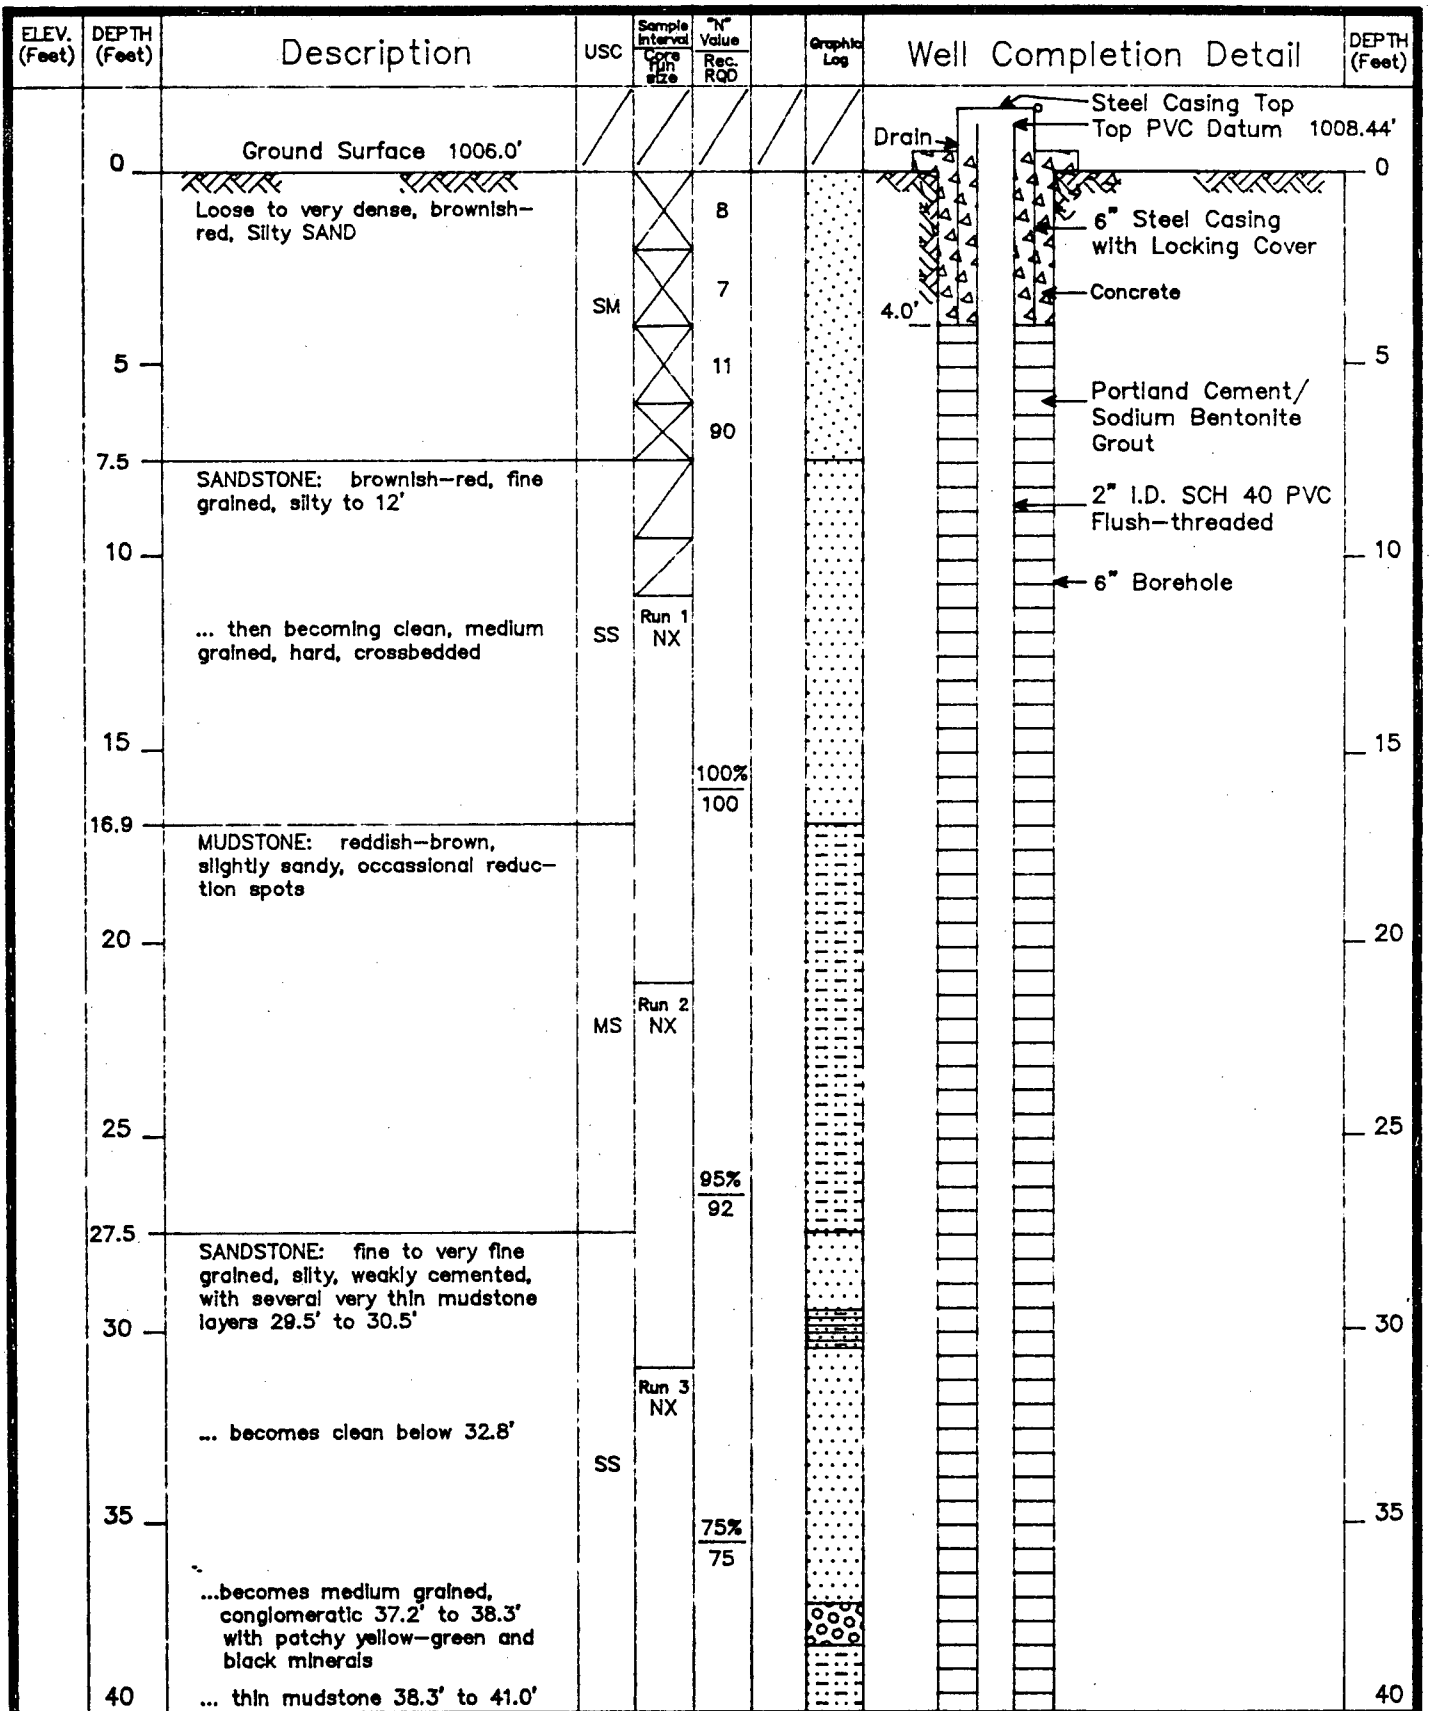 ELEV.
(Feet)
DEPTH
(Feet)
Description
USC
Sample
Interval
Core
run
size
"N"
Value
Rec.
RQD
Graphic
Log
Well Completion Detail
DEPTH
(Feet)
Steel Casing Top
Top PVC Datum 1008.44'
Drain
Ground Surface 1006.0'
0
0
Loose to very dense, brownish-
red, Silty SAND
8
6" Steel Casing
with Locking Cover
7
SM
Concrete
4.0'
5
11
5
Portland Cement/
Sodium Bentonite
Grout
90
7.5
SANDSTONE: brownish-red, fine
grained, silty to 12'
2" I.D. SCH 40 PVC
Flush-threaded
10
10
6" Borehole
... then becoming clean, medium
grained, hard, crossbedded
SS
Run 1
NX
15
15
100%
100
16.9
MUDSTONE: reddish-brown,
slightly sandy, occassional reduc-
tion spots
20
20
MS
Run 2
NX
25
25
95%
92
27.5
SANDSTONE: fine to very fine
grained, silty, weakly cemented,
with several very thin mudstone
layers 29.5' to 30.5'
30
30
Run 3
NX
... becomes clean below 32.8'
SS
35
35
75%
75
...becomes medium grained,
conglomeratic 37.2' to 38.3'
with patchy yellow-green and
black minerals
40
... thin mudstone 38.3' to 41.0'
40